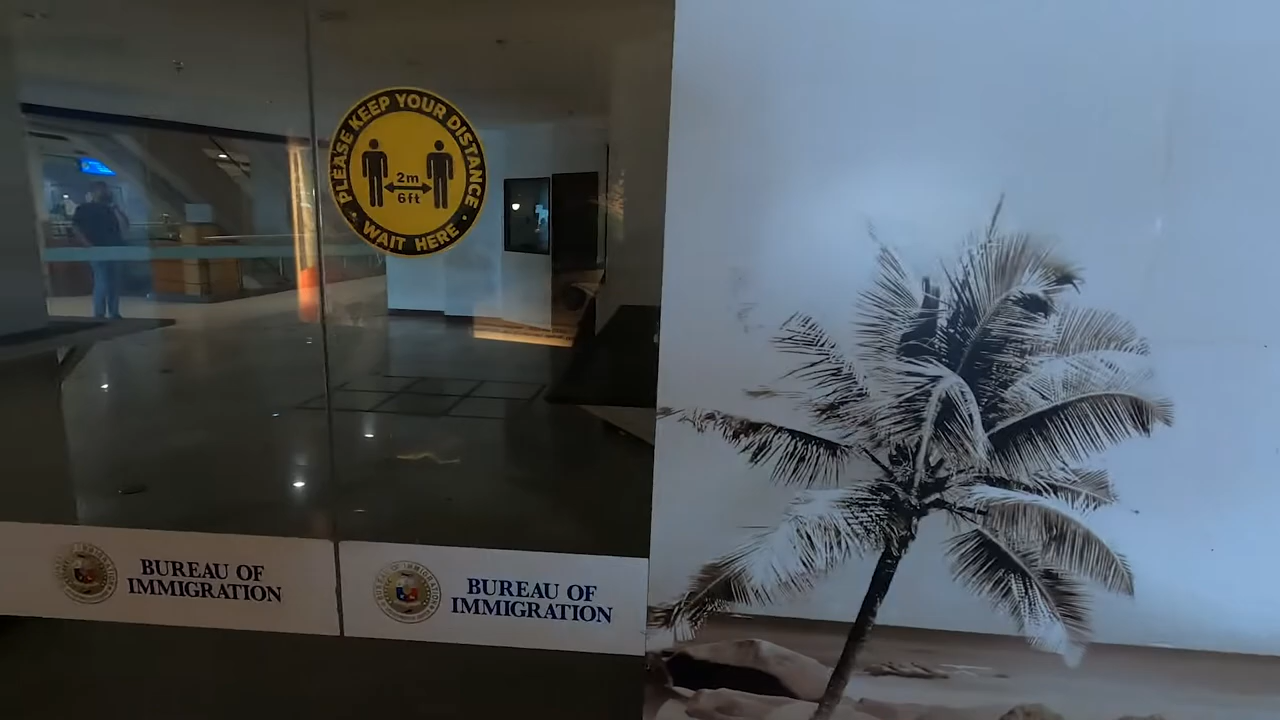 PLEASE KEEP YOUR DISTANCE
2m
6ft
WAIT HERE
BUREAU OF
IMMIGRATION
BUREAU OF
IMMIGRATION